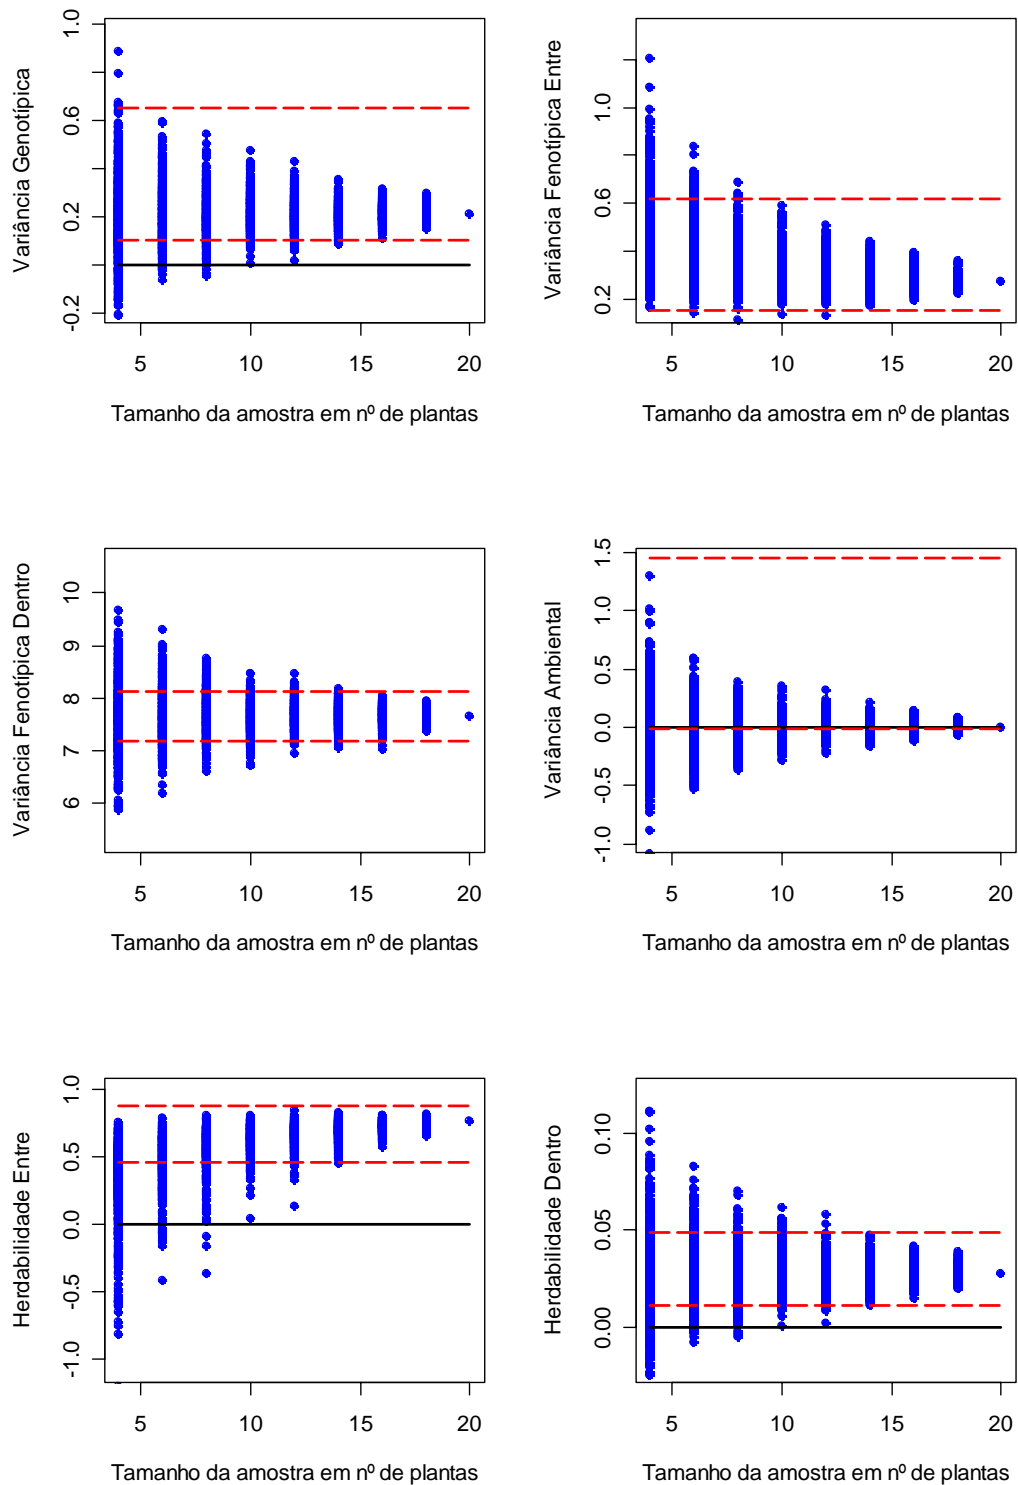 Variância Genotípica
-0.2 0.2 0.6 1.0
5 10 15 20
Tamanho da amostra em nº de plantas
Variância Fenotípica Entre
0.2 0.6 1.0
5 10 15 20
Tamanho da amostra em nº de plantas
Variância Fenotípica Dentro
6 7 8 9 10
5 10 15 20
Tamanho da amostra em nº de plantas
Variância Ambiental
-1.0 -0.5 0.0 0.5 1.0 1.5
5 10 15 20
Tamanho da amostra em nº de plantas
Herdabilidade Entre
-1.0 -0.5 0.0 0.5 1.0
5 10 15 20
Tamanho da amostra em nº de plantas
Herdabilidade Dentro
0.00 0.05 0.10
5 10 15 20
Tamanho da amostra em nº de plantas